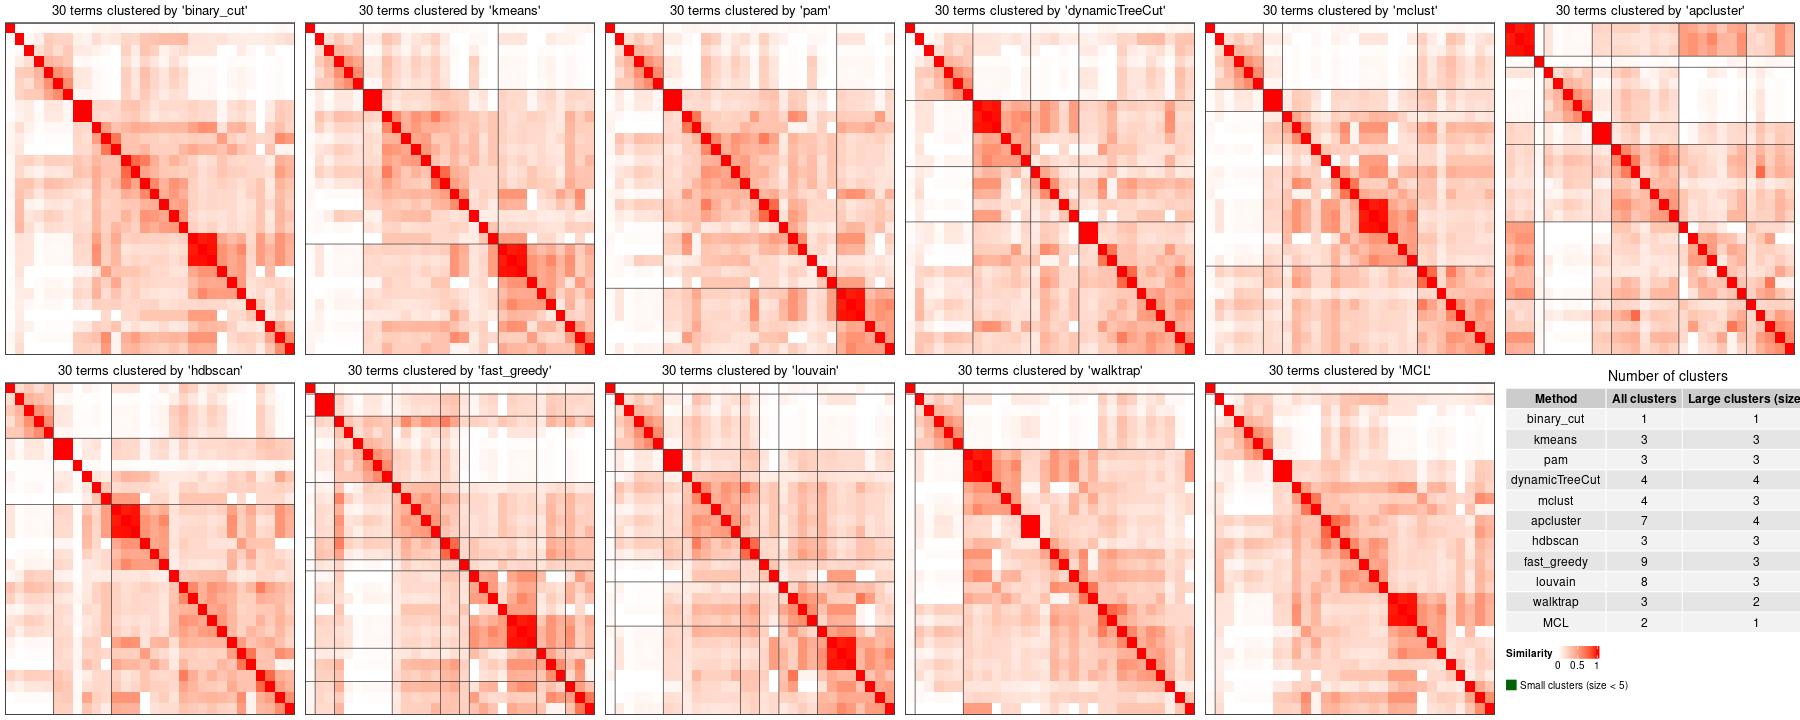 30 terms clustered by 'binary_cut'
30 terms clustered by 'kmeans'
30 terms clustered by 'pam'
30 terms clustered by 'dynamicTreeCut'
30 terms clustered by 'mclust'
30 terms clustered by 'apcluster'
30 terms clustered by 'hdbscan'
30 terms clustered by 'fast_greedy'
30 terms clustered by 'louvain'
30 terms clustered by 'walktrap'
30 terms clustered by 'MCL'
Number of clusters
Method All clusters Large clusters (size
binary_cut 1 1
kmeans 3 3
pam 3 3
dynamicTreeCut 4 4
mclust 4 3
apcluster 7 4
hdbscan 3 3
fast_greedy 9 3
louvain 8 3
walktrap 3 2
MCL 2 1
Similarity
0 0.5 1
Small clusters (size < 5)